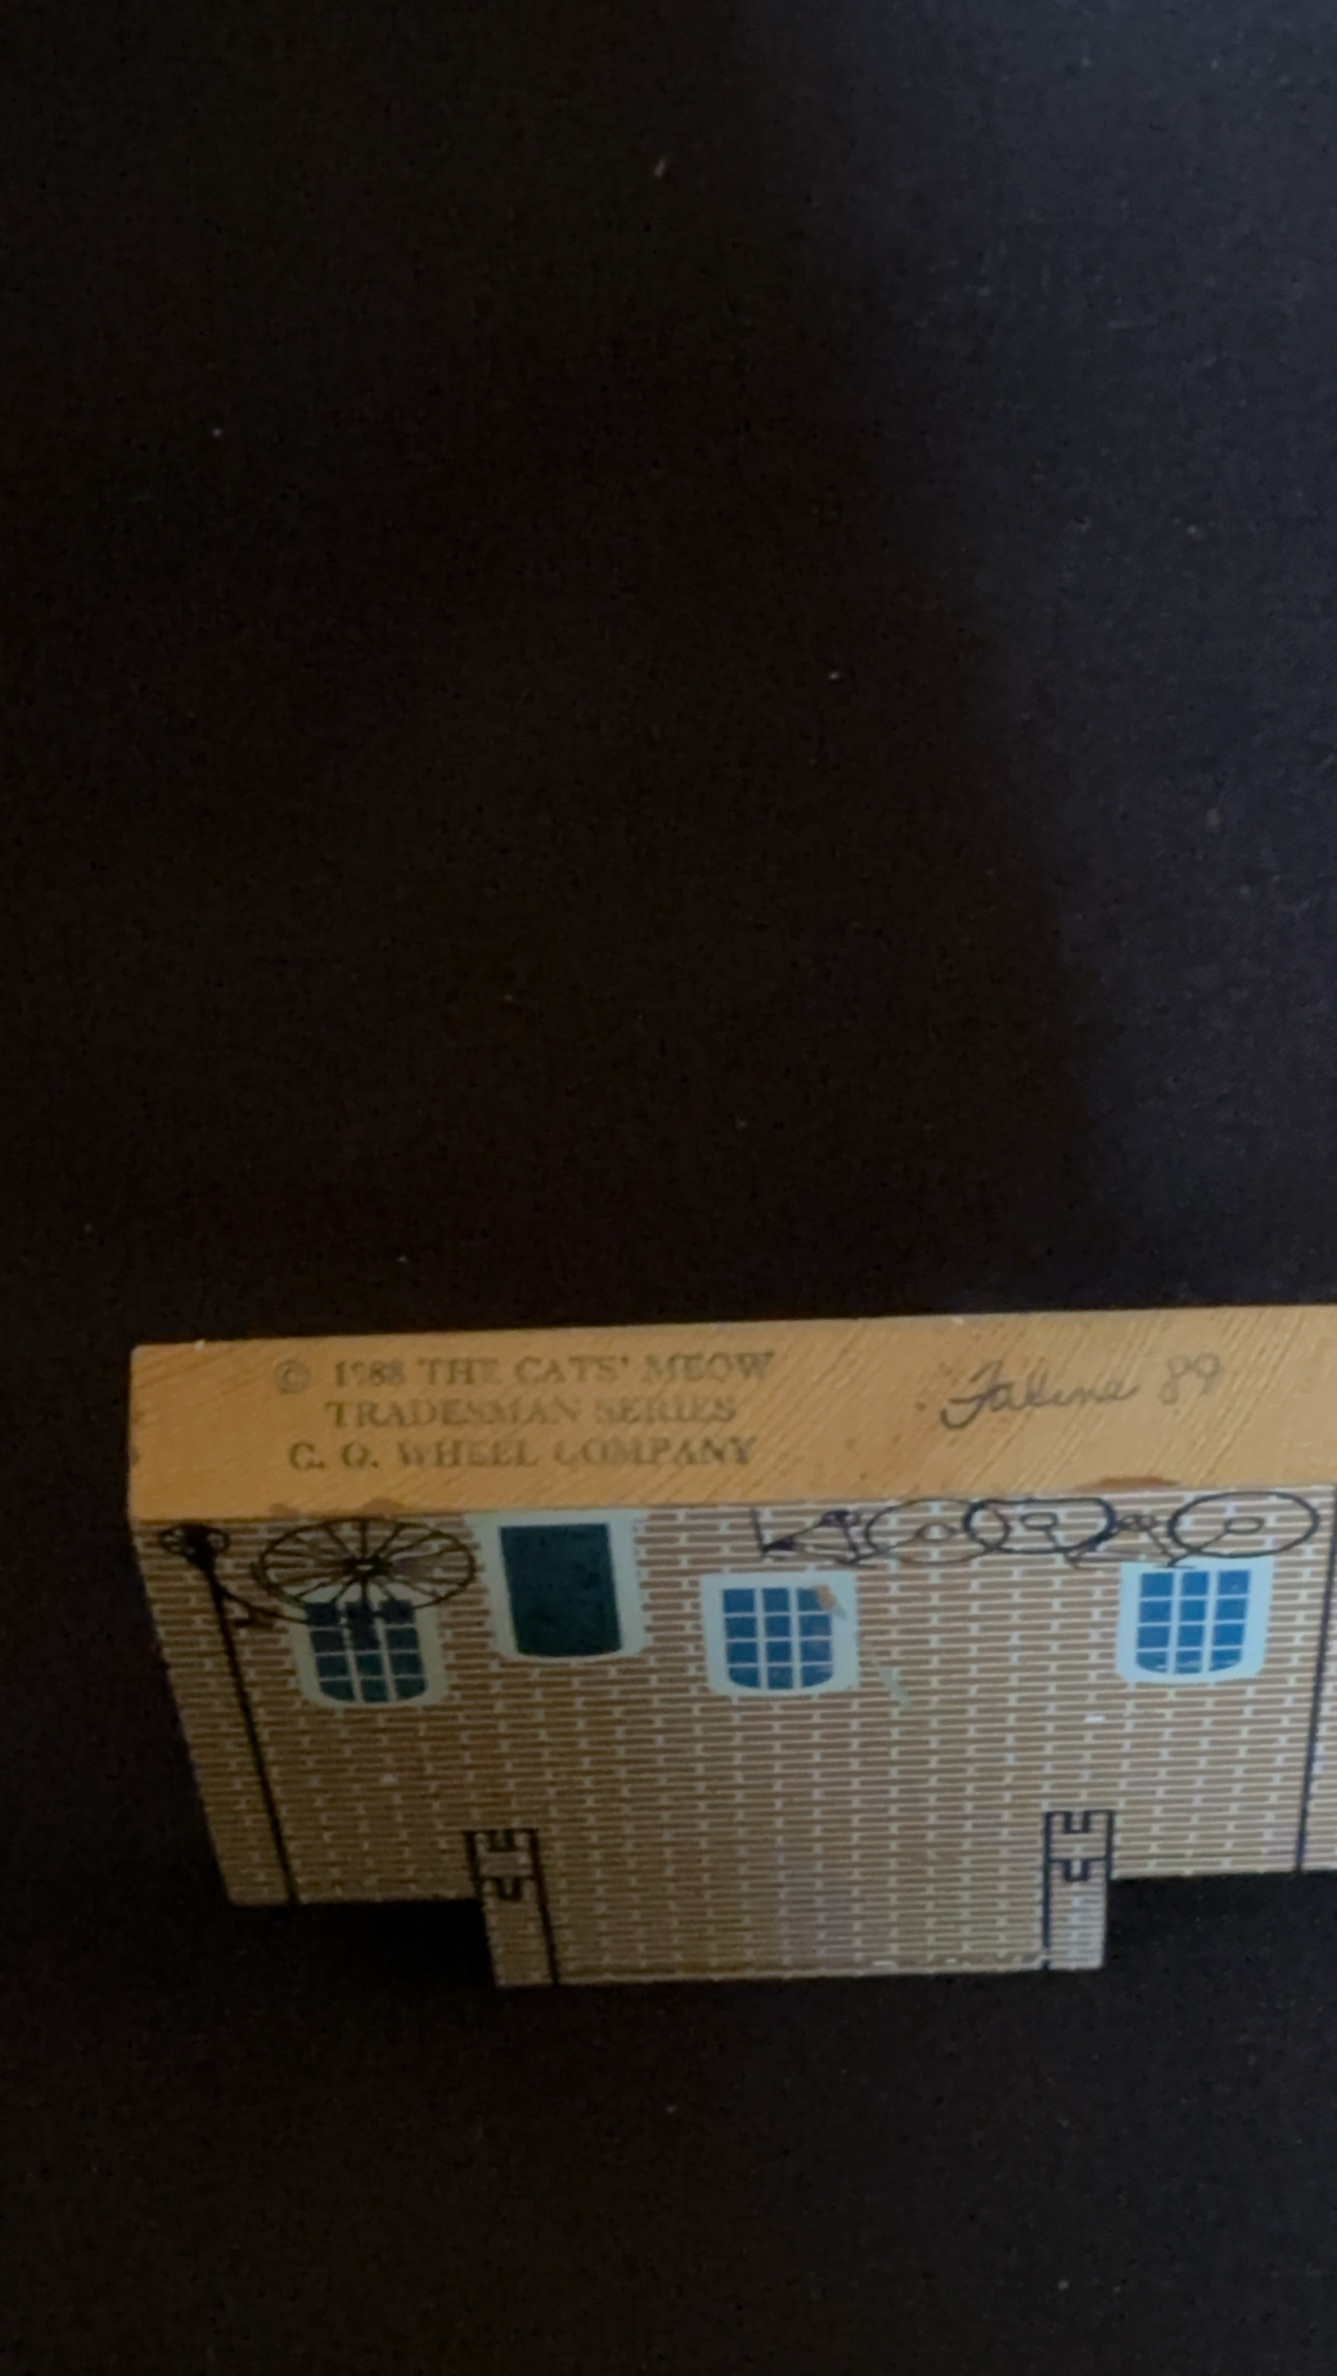 © 1988 THE CATS' MEOW
TRADESMAN SERIES
C. O. WHEEL COMPANY
Faline 89